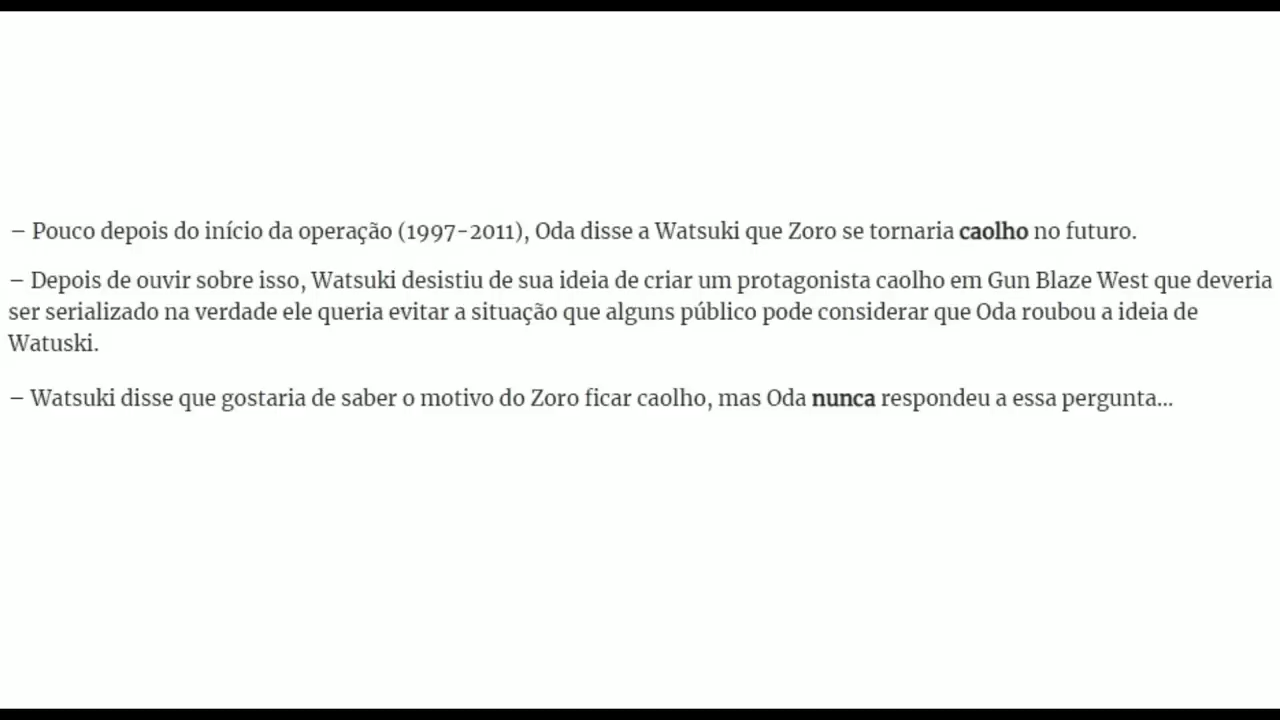 – Pouco depois do início da operação (1997-2011), Oda disse a Watsuki que Zoro se tornaria caolho no futuro.
– Depois de ouvir sobre isso, Watsuki desistiu de sua ideia de criar um protagonista caolho em Gun Blaze West que deveria
ser serializado na verdade ele queria evitar a situação que alguns público pode considerar que Oda roubou a ideia de
Watuski.
– Watsuki disse que gostaria de saber o motivo do Zoro ficar caolho, mas Oda nunca respondeu a essa pergunta...